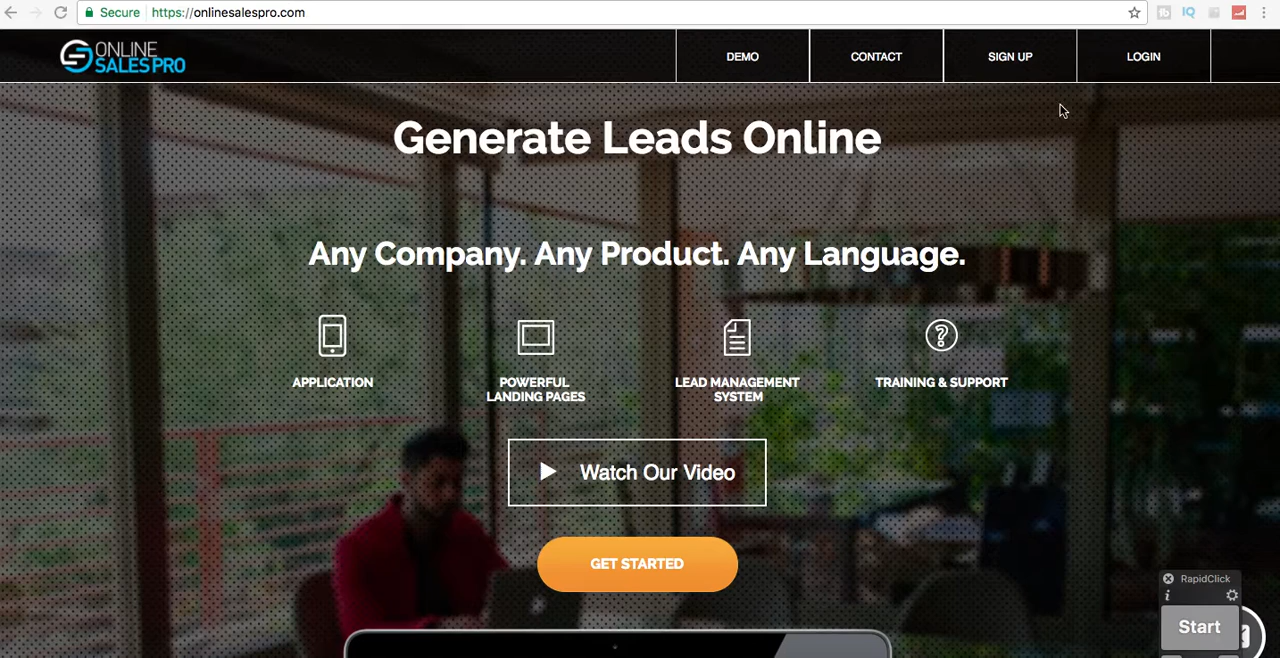 Secure https://onlinesalespro.com
IQ
ONLINE
SALES PRO
DEMO
CONTACT
SIGN UP
LOGIN
Generate Leads Online
Any Company. Any Product. Any Language.
APPLICATION
POWERFUL
LANDING PAGES
LEAD MANAGEMENT
SYSTEM
TRAINING & SUPPORT
Watch Our Video
GET STARTED
RapidClick
Start